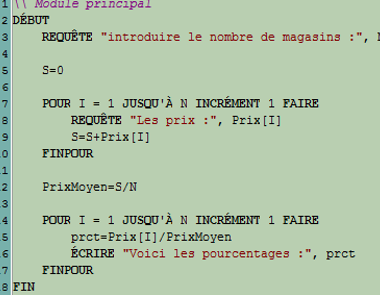 1 \\ Module principal
2 DÉBUT
3 REQUÊTE "introduire le nombre de magasins :",
4
5 S=0
6
7 POUR I = 1 JUSQU'À N INCRÉMENT 1 FAIRE
8 REQUÊTE "Les prix :", Prix[I]
9 S=S+Prix[I]
0 FINPOUR
1
2 PrixMoyen=S/N
3
4 POUR I = 1 JUSQU'À N INCRÉMENT 1 FAIRE
5 prct=Prix[I]/PrixMoyen
6 ÉCRIRE "Voici les pourcentages :", prct
7 FINPOUR
8 FIN